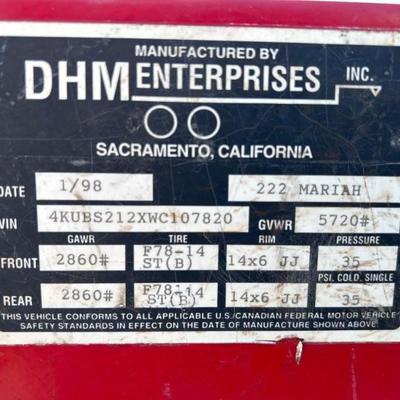 MANUFACTURED BY
DHM ENTERPRISES INC.
SACRAMENTO, CALIFORNIA
DATE 1/98 222 MARIAH
VIN 4KUBS212XWC107820 GVWR 5720#
GAWR TIRE RIM PRESSURE
FRONT 2860# F78-14 ST(B) 14x6 JJ 35
PSI. COLD. SINGLE
REAR 2860# F78-14 ST(B) 14x6 JJ 35
THIS VEHICLE CONFORMS TO ALL APPLICABLE U.S./CANADIAN FEDERAL MOTOR VEHICLE
SAFETY STANDARDS IN EFFECT ON THE DATE OF MANUFACTURE SHOWN ABOVE.